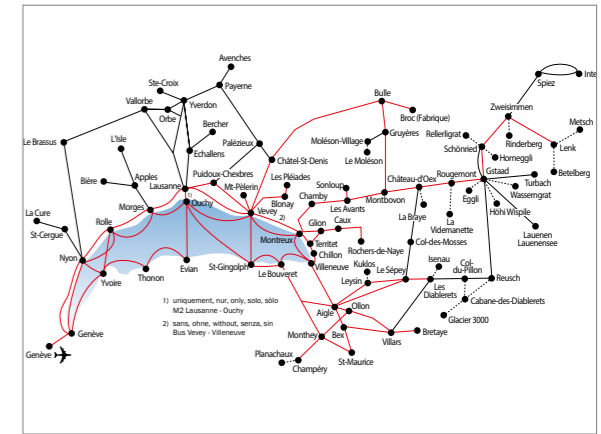 Avenches
Ste-Croix
Payerne
Vallorbe
Yverdon
Orbe
Bercher
Le Brassus
L'Isle
Palézieux
Echallens
Châtel-St-Denis
Bulle
Broc (Fabrique)
Gruyères
Moléson-Village
Le Moléson
Spiez
Inte
Zweisimmen
Metsch
Rellerligrat
Rinderberg
Schönried
Lenk
Horneggli
Betelberg
Gstaad
Turbach
Wasserngrat
Eggli
Höhi Wispile
Lauenen
Lauenensee
Apples
Bière
Puidoux-Chexbres
Les Pléiades
Lausanne
Mt-Pèlerin
Blonay
Sonloup
Château-d'Oex
Rougemont
Chamby
Ouchy
1)
Morges
Vevey
2)
Les Avants
Montbovon
La Braye
La
Videmanette
La Cure
St-Cergue
Rolle
Glion
Caux
Montreux
Territet
Rochers-de-Naye
Col-des-Mosses
Chillon
Nyon
Yvoire
Thonon
Evian
St-Gingolph
Le Bouveret
Villeneuve
Kuklos
Isenau
Col-
du-Pillon
Le Sépey
Leysin
Les
Diablerets
Reusch
Cabane-des-Diablerets
Glacier 3000
1) uniquement, nur, only, solo, sólo
M2 Lausanne - Ouchy
2) sans, ohne, without, senza, sin
Bus Vevey - Villeneuve
Aigle
Ollon
Monthey
Bex
Villars
Bretaye
Genève
Genève
Planachaux
Champéry
St-Maurice